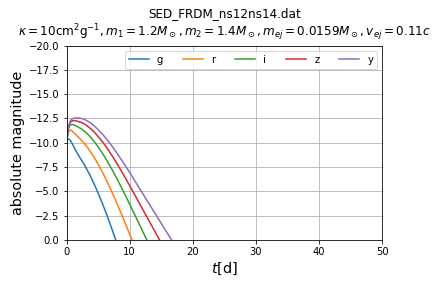 SED_FRDM_ns12ns14.dat
κ = 10cm²g⁻¹, m₁ = 1.2M⊙, m₂ = 1.4M⊙, mₑⱼ = 0.0159M⊙, vₑⱼ = 0.11c
g r i z y
−20.0
−17.5
−15.0
−12.5
−10.0
−7.5
−5.0
−2.5
0.0
absolute magnitude
0 10 20 30 40 50
t[d]